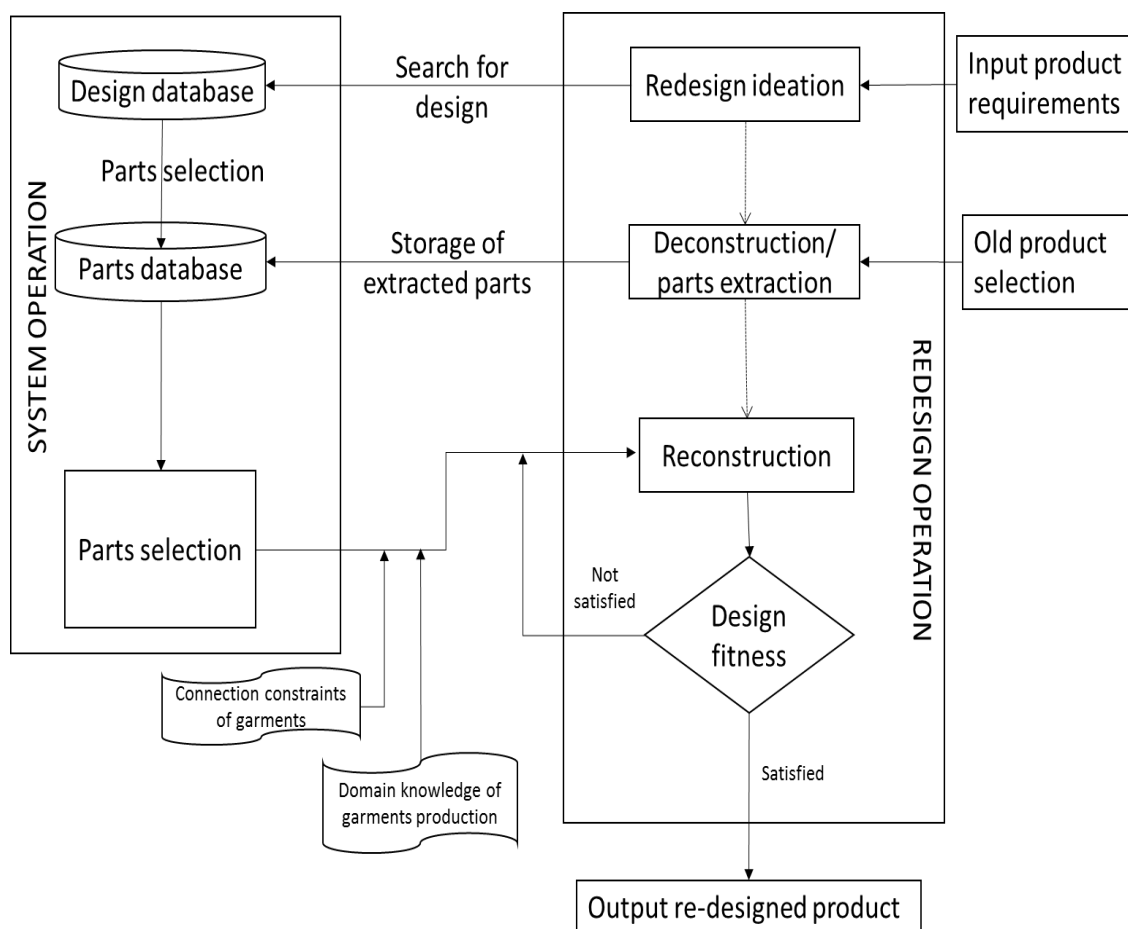 Design database
Search for
design
Redesign ideation
Input product
requirements
Parts selection
SYSTEM OPERATION
Parts database
Storage of
extracted parts
Deconstruction/
parts extraction
Old product
selection
REDESIGN OPERATION
Reconstruction
Parts selection
Not
satisfied
Design
fitness
Connection constraints
of garments
Domain knowledge of
garments production
Satisfied
Output re-designed product